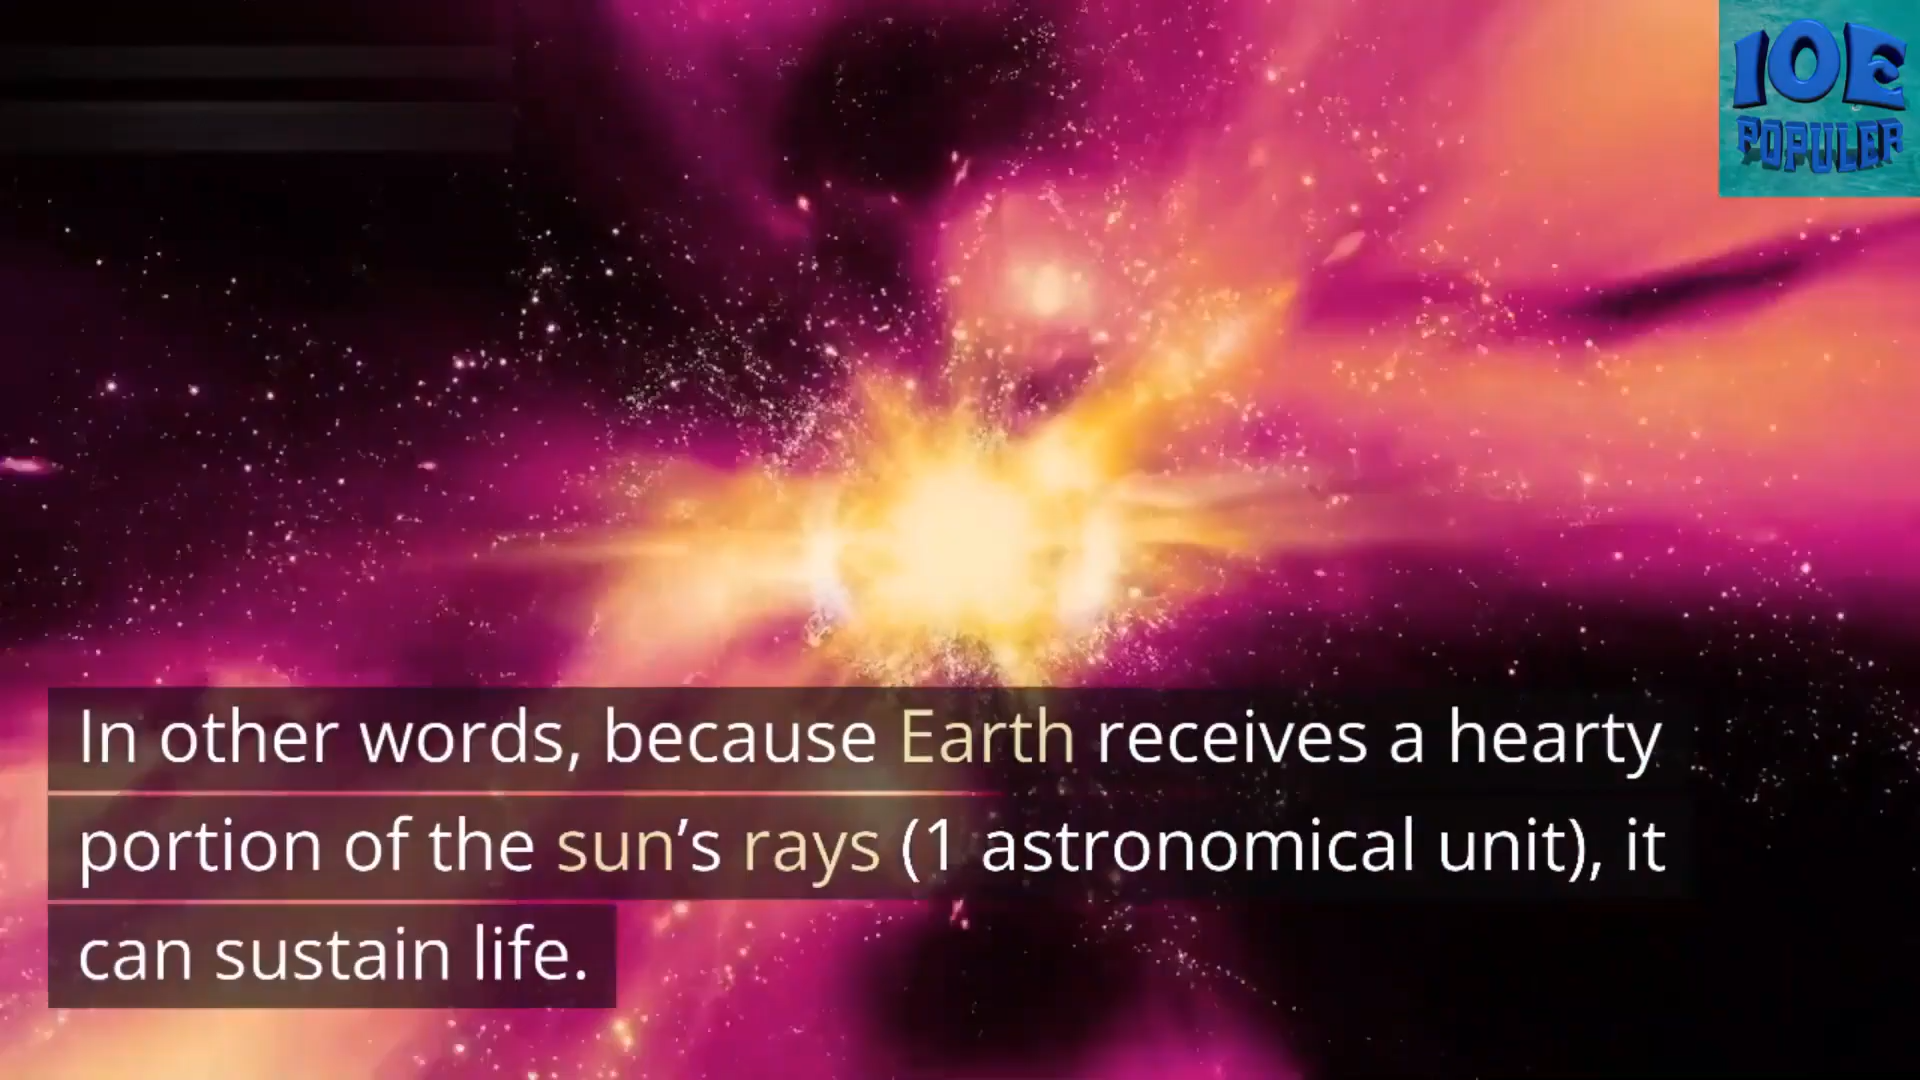 IOE
POPULER
In other words, because Earth receives a hearty
portion of the sun’s rays (1 astronomical unit), it
can sustain life.